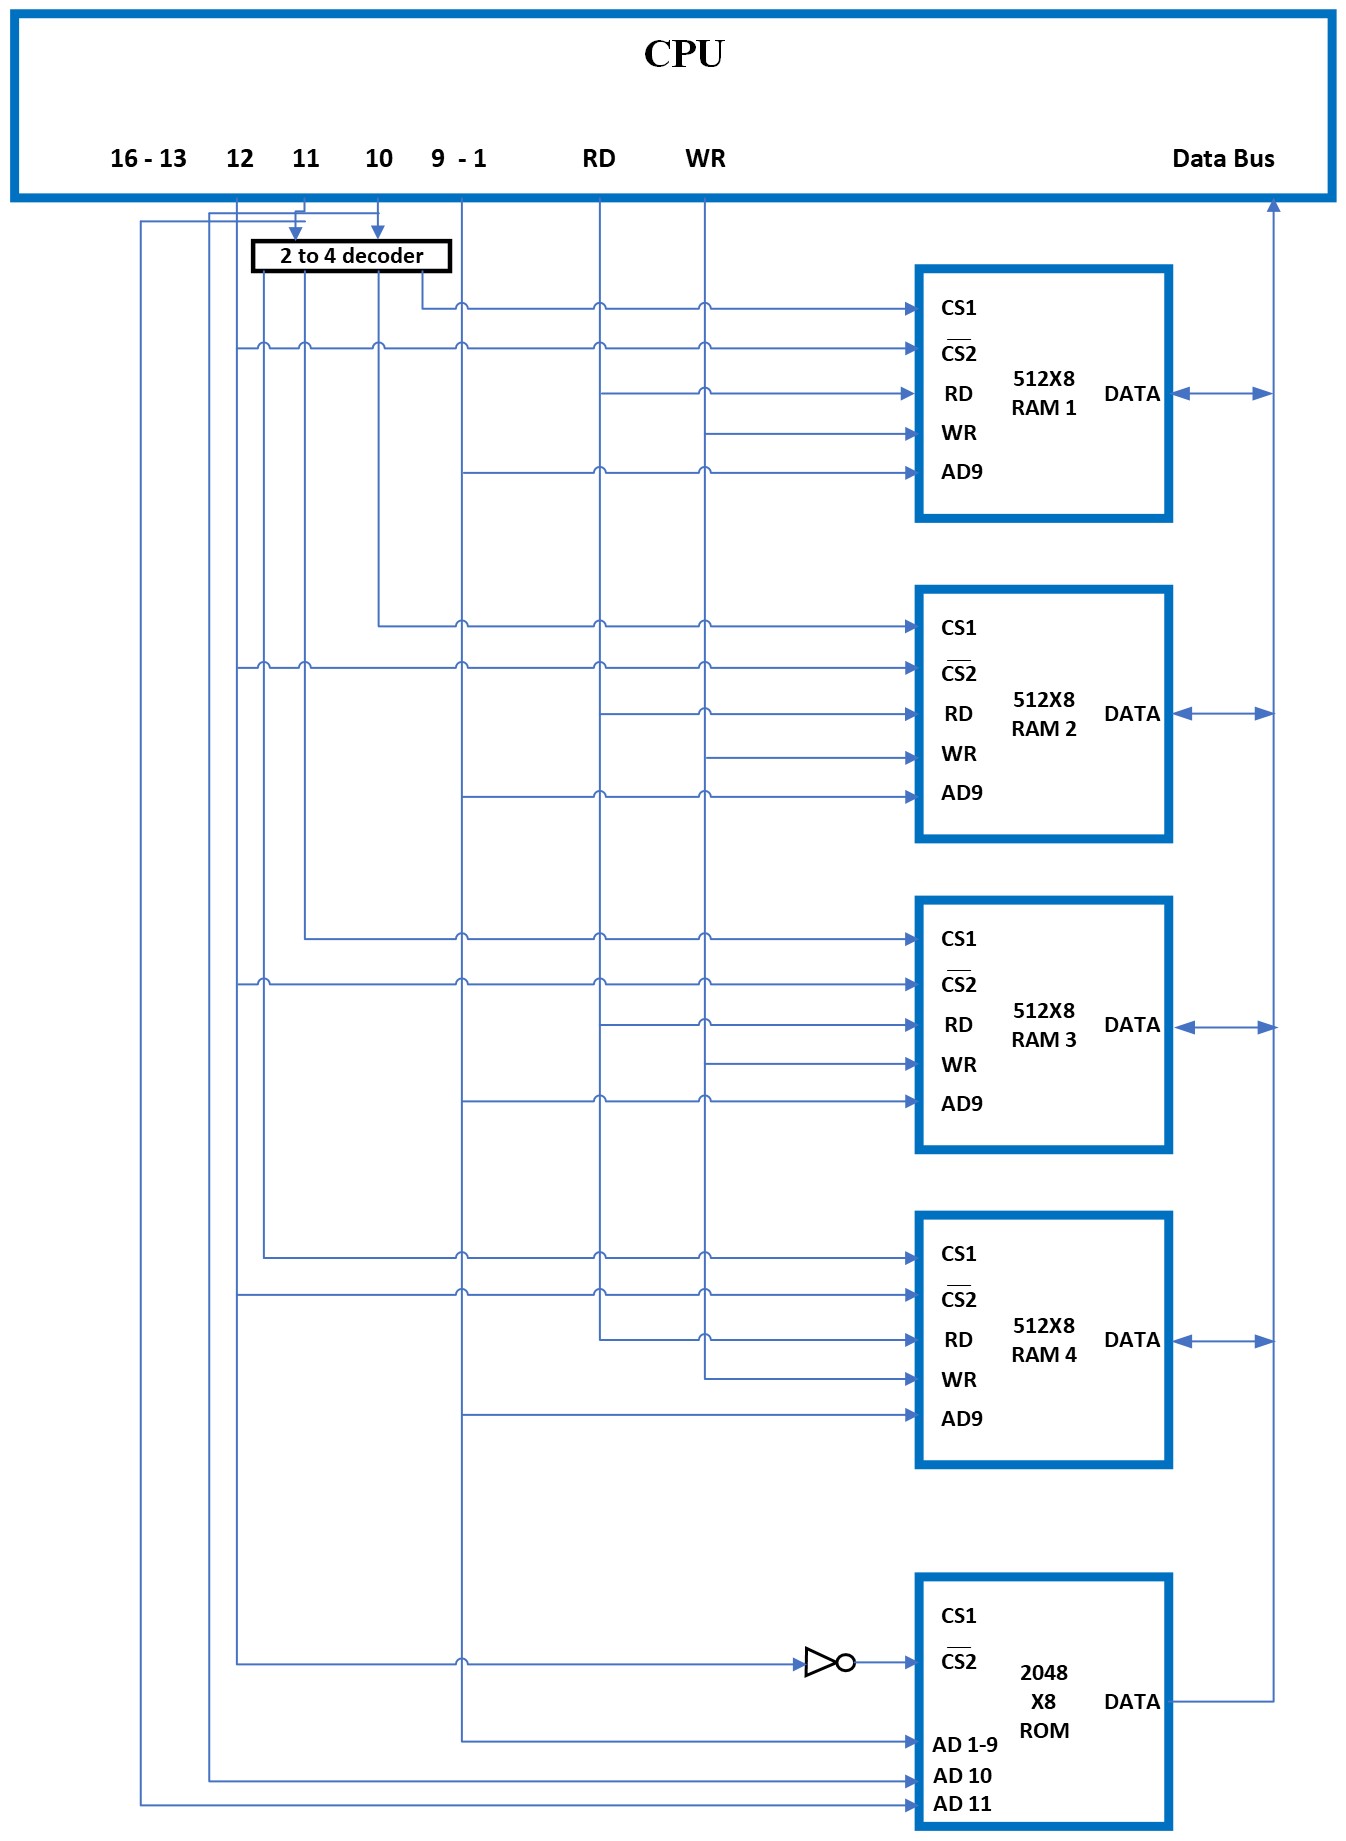 CPU
16 - 13 12 11 10 9 - 1 RD WR Data Bus
2 to 4 decoder
CS1
CS2
RD
WR
AD9
512X8
RAM 1
DATA
CS1
CS2
RD
WR
AD9
512X8
RAM 2
DATA
CS1
CS2
RD
WR
AD9
512X8
RAM 3
DATA
CS1
CS2
RD
WR
AD9
512X8
RAM 4
DATA
CS1
CS2
2048
X8
ROM
DATA
AD 1-9
AD 10
AD 11